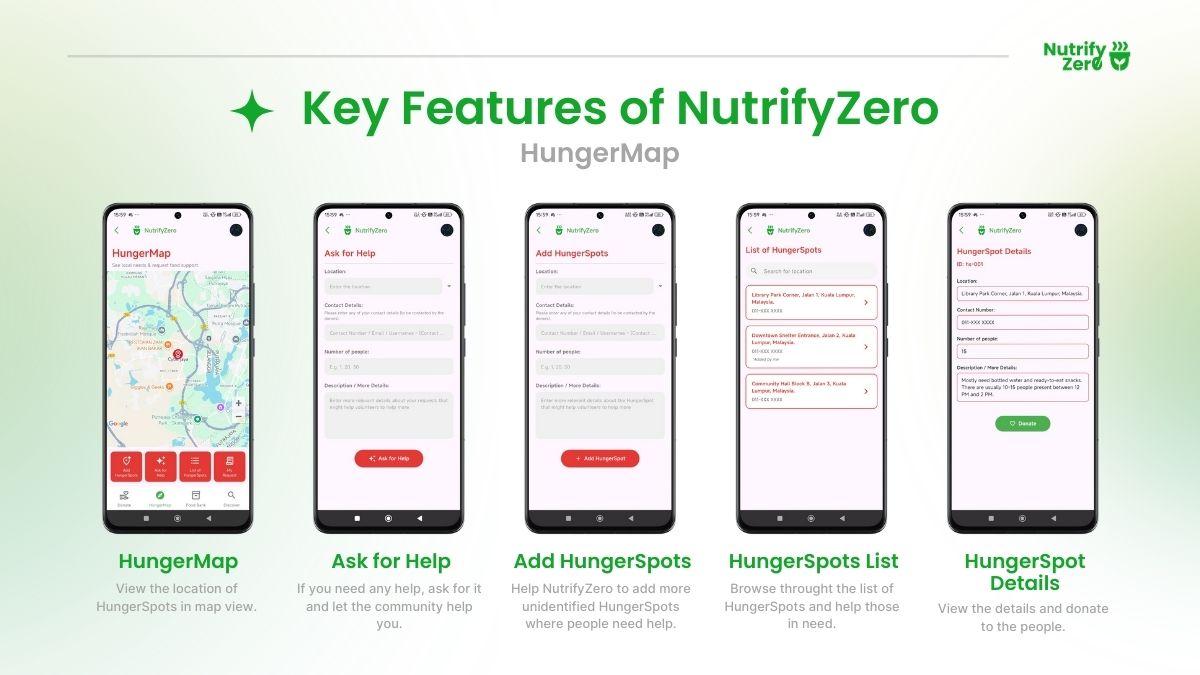 Nutrify
Zero
Key Features of NutrifyZero
HungerMap
15:59
NutrifyZero
HungerMap
See local needs & request food support.
Google
Add
HungerSpots
Ask for
Help
List of
HungerSpots
My
Request
Donate
HungerMap
Food Bank
Discover
15:59
NutrifyZero
Ask for Help
Location:
Enter the location
Contact Details:
Please enter any of your contact details (to be contacted by the
donors).
Contact Number / Email / Usernames - (Contact ...
Number of people:
E.g. 1, 20, 50
Description / More Details:
Enter more relevant details about your request, that
might help volunteers to help more
Ask for Help
15:59
NutrifyZero
Add HungerSpots
Location:
Enter the location
Contact Details:
Please enter any of your contact details (to be contacted by the
donors).
Contact Number / Email / Usernames - (Contact ...
Number of people:
E.g. 1, 20, 50
Description / More Details:
Enter more relevant details about the HungerSpot
that might help volunteers to help more
+ Add HungerSpot
15:59
NutrifyZero
List of HungerSpots
Search for location
Library Park Corner, Jalan 1, Kuala Lumpur,
Malaysia.
011-XXX XXXX
Downtown Shelter Entrance, Jalan 2, Kuala
Lumpur, Malaysia.
011-XXX XXXX
*Added by me
Community Hall Block B, Jalan 3, Kuala
Lumpur, Malaysia.
011-XXX XXXX
15:59
NutrifyZero
HungerSpot Details
ID: hs-001
Location:
Library Park Corner, Jalan 1, Kuala Lumpur, Malaysia.
Contact Number:
011-XXX XXXX
Number of people:
15
Description / More Details:
Mostly need bottled water and ready-to-eat snacks.
There are usually 10-15 people present between 12
PM and 2 PM.
Donate
HungerMap
View the location of
HungerSpots in map view.
Ask for Help
If you need any help, ask for it
and let the community help
you.
Add HungerSpots
Help NutrifyZero to add more
unidentified HungerSpots
where people need help.
HungerSpots List
Browse throught the list of
HungerSpots and help those
in need.
HungerSpot
Details
View the details and donate
to the people.